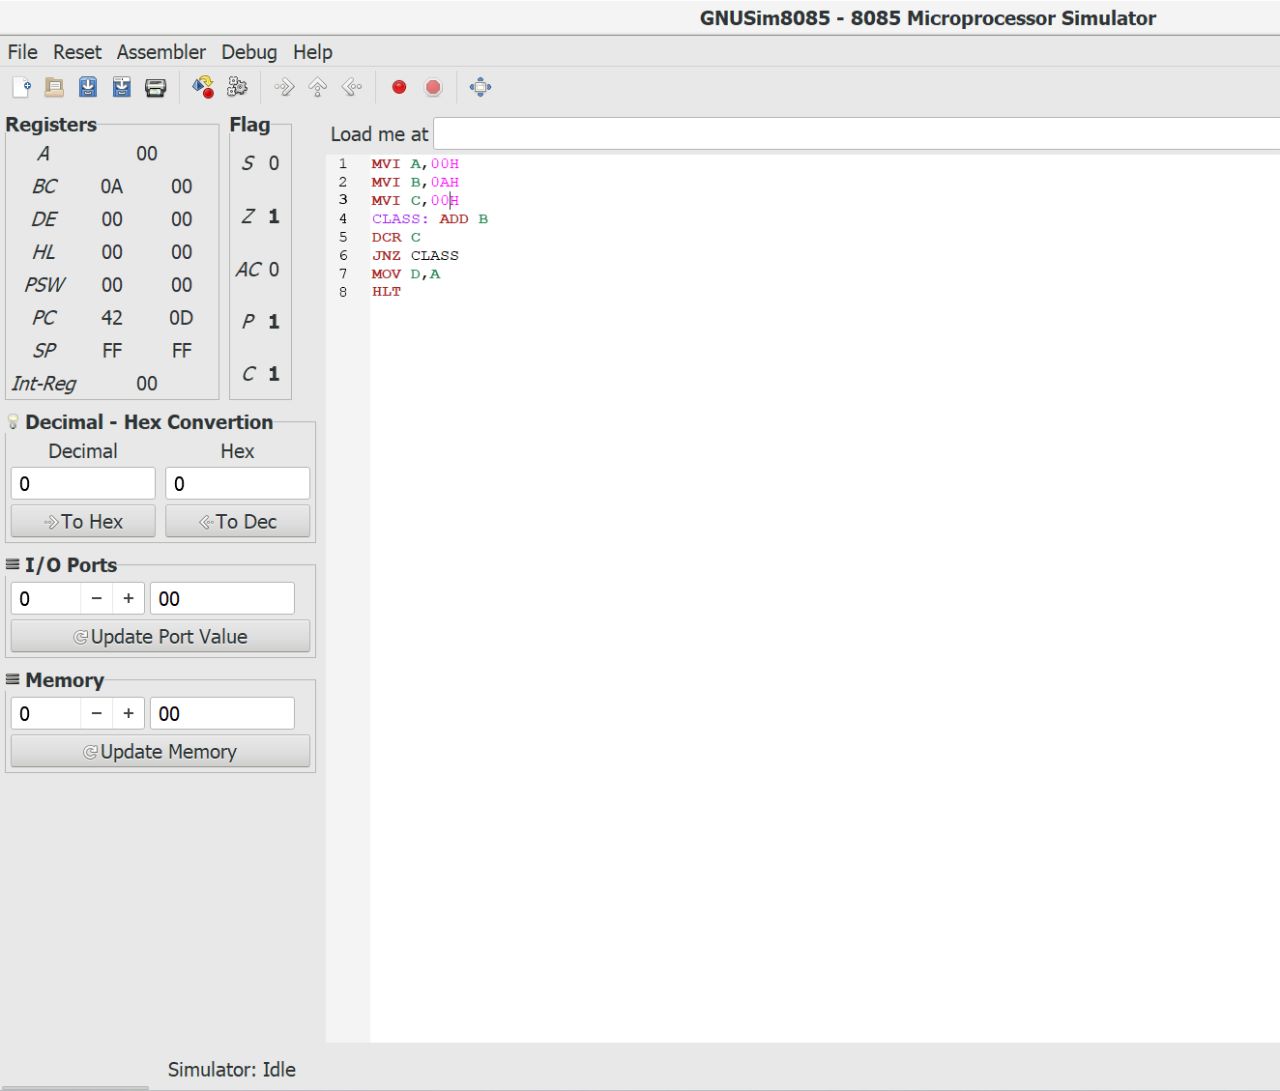 GNUSim8085 - 8085 Microprocessor Simulator
File Reset Assembler Debug Help
Registers
A 00
BC 0A 00
DE 00 00
HL 00 00
PSW 00 00
PC 42 0D
SP FF FF
Int-Reg 00
Flag
S 0
Z 1
AC 0
P 1
C 1
Decimal - Hex Convertion
Decimal Hex
0 0
To Hex To Dec
I/O Ports
0 − + 00
Update Port Value
Memory
0 − + 00
Update Memory
Load me at
1 MVI A,00H
2 MVI B,0AH
3 MVI C,00H
4 CLASS: ADD B
5 DCR C
6 JNZ CLASS
7 MOV D,A
8 HLT
Simulator: Idle